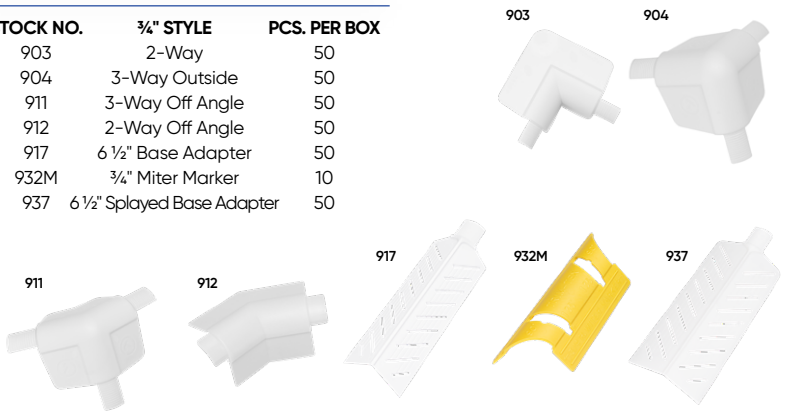 TOCK NO. ¾" STYLE PCS. PER BOX
903 2-Way 50
904 3-Way Outside 50
911 3-Way Off Angle 50
912 2-Way Off Angle 50
917 6 ½" Base Adapter 50
932M ¾" Miter Marker 10
937 6 ½" Splayed Base Adapter 50
903
904
917
932M
937
911
912